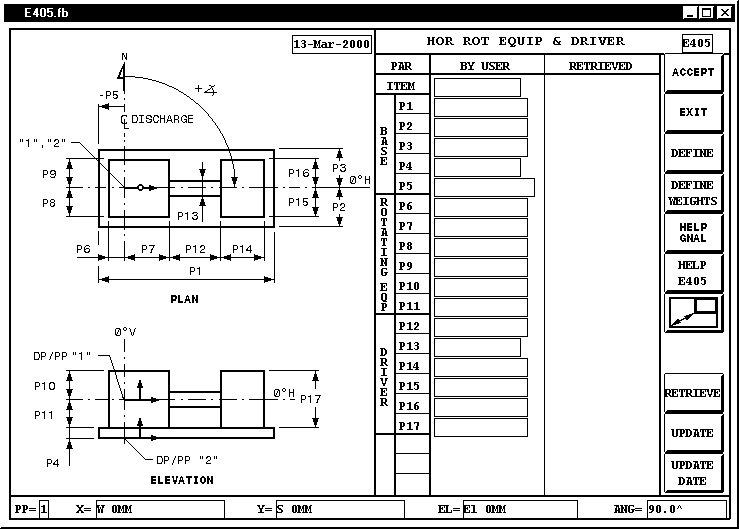 E405.fb
13-Mar-2000
HOR ROT EQUIP & DRIVER
E405
PAR
BY USER
RETRIEVED
ITEM
BASE
P1
P2
P3
P4
P5
ROTATING EQP
P6
P7
P8
P9
P10
P11
DRIVER
P12
P13
P14
P15
P16
P17
ACCEPT
EXIT
DEFINE
DEFINE
WEIGHTS
HELP
GNAL
HELP
E405
RETRIEVE
UPDATE
UPDATE
DATE
N
+∡
-P5
℄ DISCHARGE
"1","2"
P9
P8
P16
P15
P3
P2
0°H
P13
P6
P7
P12
P14
P1
PLAN
0°V
DP/PP "1"
P10
P11
P4
0°H
P17
DP/PP "2"
ELEVATION
PP= 1
X= W 0MM
Y= S 0MM
EL= El 0MM
ANG= 90.0^